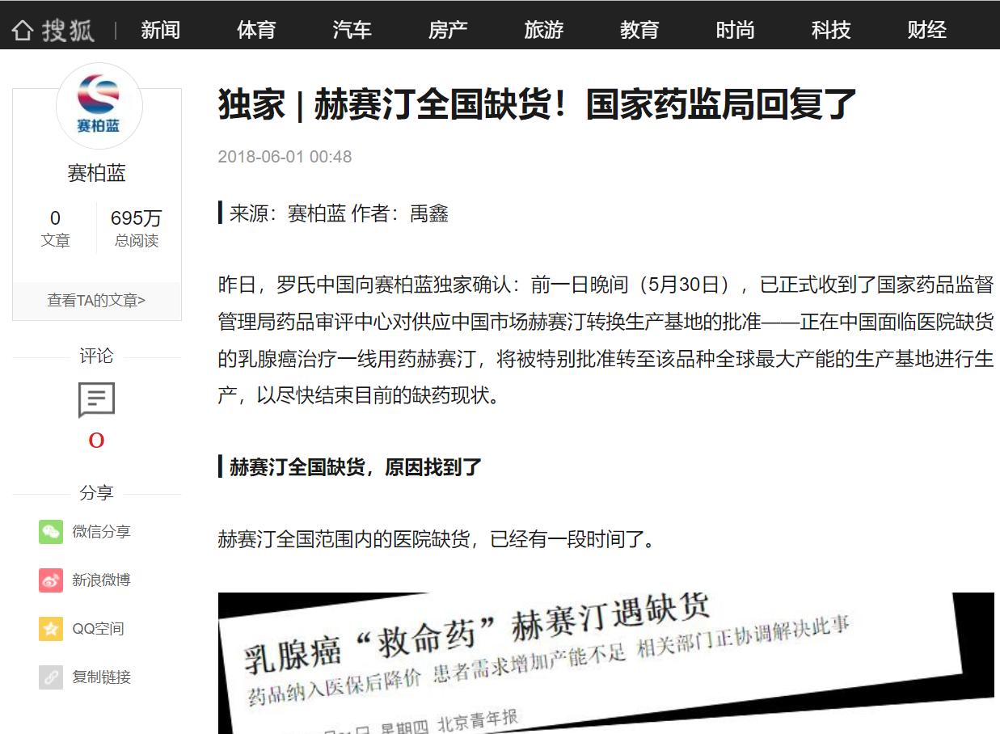 搜狐 | 新闻 体育 汽车 房产 旅游 教育 时尚 科技 财经
赛柏蓝
赛柏蓝
0 695万
文章 总阅读
查看TA的文章>
评论
0
分享
微信分享
新浪微博
QQ空间
复制链接
独家 | 赫赛汀全国缺货！国家药监局回复了
2018-06-01 00:48
来源：赛柏蓝 作者：禹鑫
昨日，罗氏中国向赛柏蓝独家确认：前一日晚间（5月30日），已正式收到了国家药品监督
管理局药品审评中心对供应中国市场赫赛汀转换生产基地的批准——正在中国面临医院缺货
的乳腺癌治疗一线用药赫赛汀，将被特别批准转至该品种全球最大产能的生产基地进行生
产，以尽快结束目前的缺药现状。
赫赛汀全国缺货，原因找到了
赫赛汀全国范围内的医院缺货，已经有一段时间了。
乳腺癌“救命药”赫赛汀遇缺货
药品纳入医保后降价 患者需求增加产能不足 相关部门正协调解决此事
星期四 北京青年报